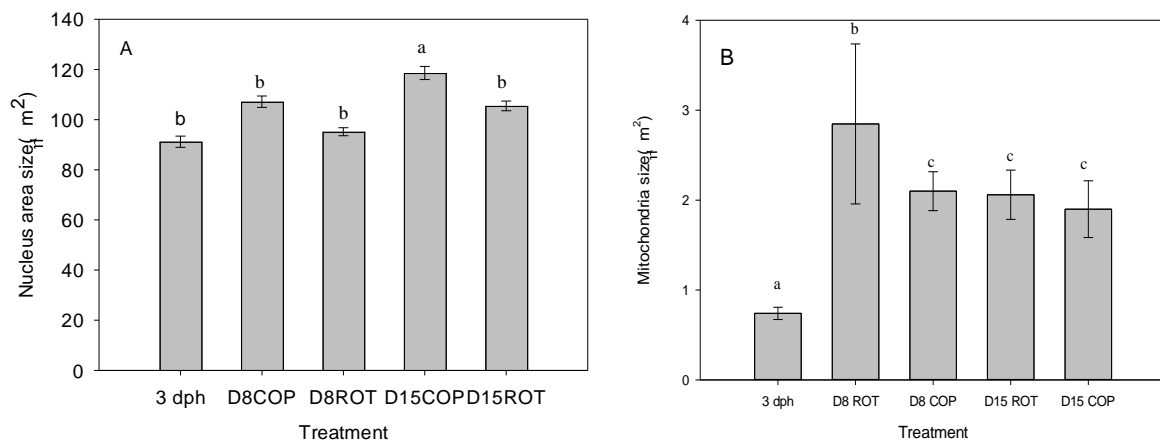 A
140
120
100
80
60
40
20
0
Nucleus area size ( m2)
b
b
b
a
b
3 dph D8COP D8ROT D15COP D15ROT
Treatment
B
4
3
2
1
0
Mitochondria size ( m2)
a
b
c
c
c
3 dph D8 ROT D8 COP D15 ROT D15 COP
Treatment